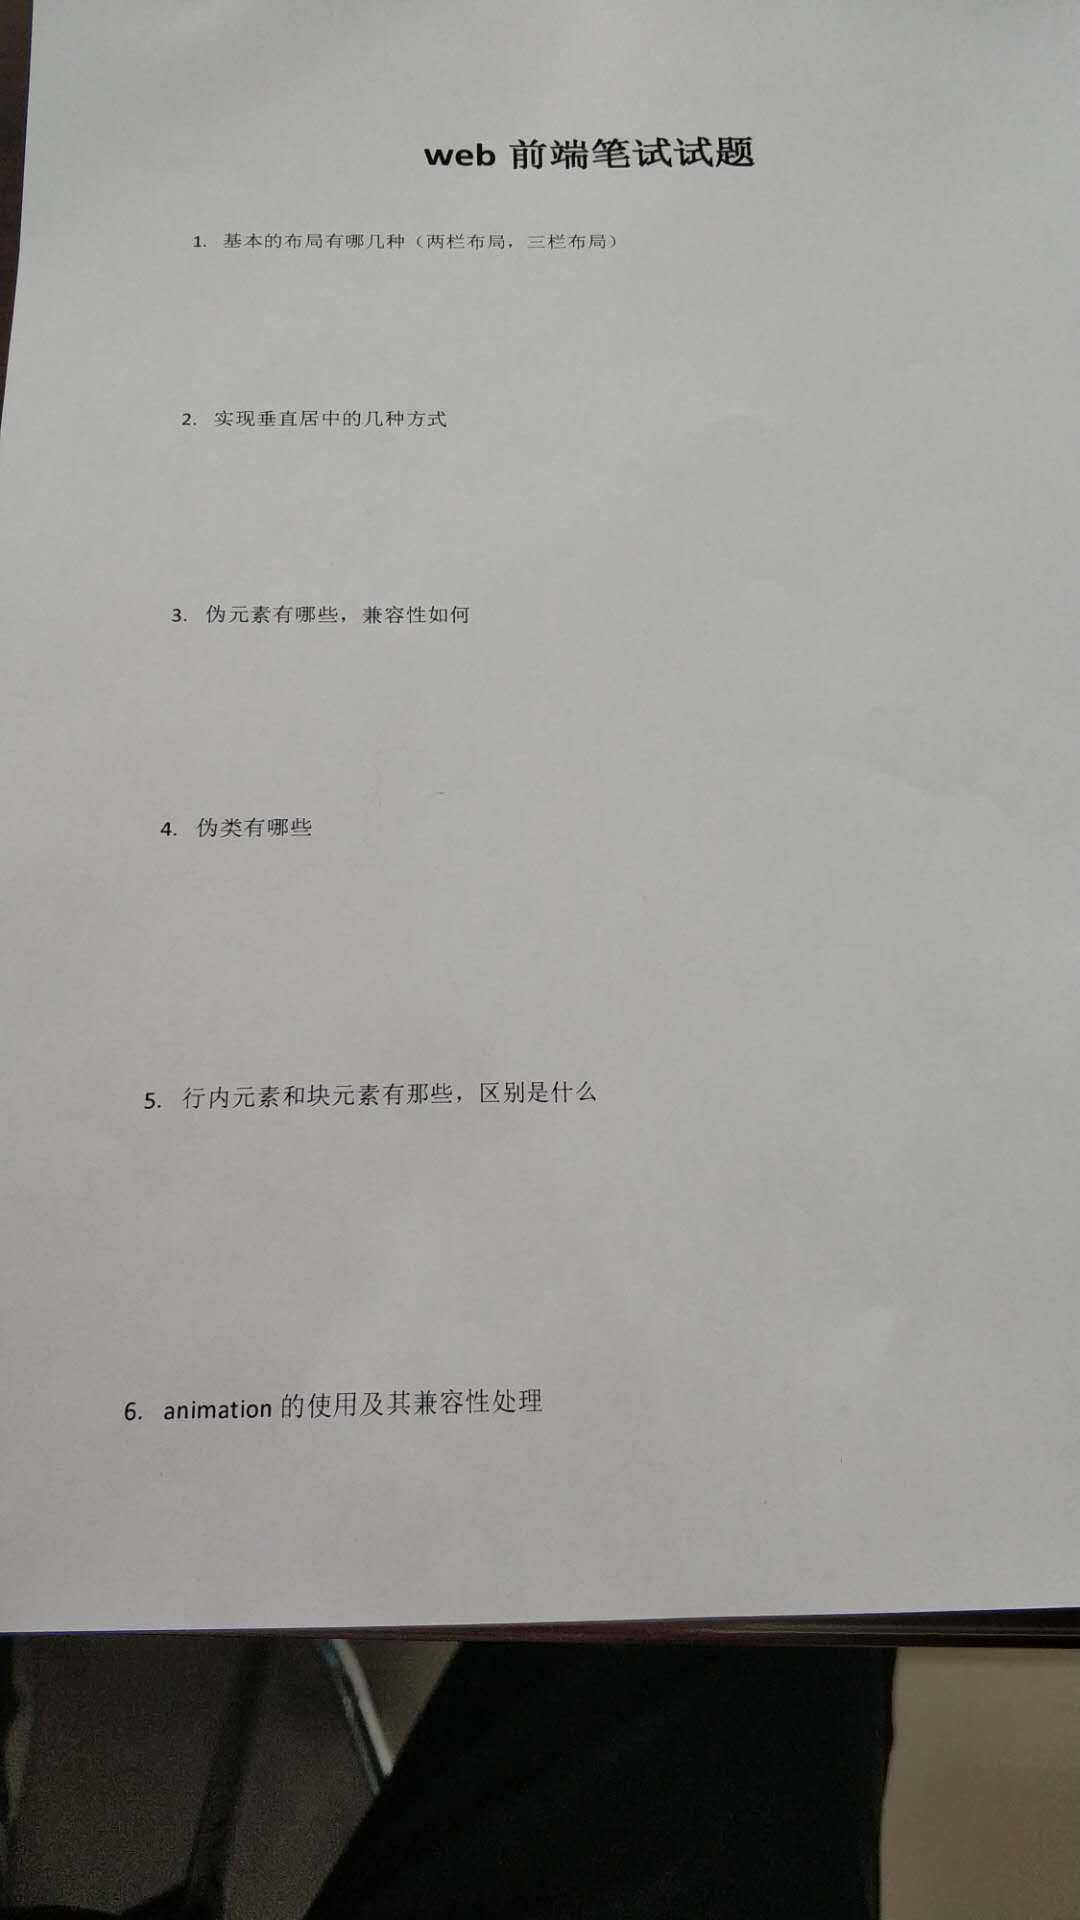 web 前端笔试试题
1. 基本的布局有哪几种（两栏布局，三栏布局）
2. 实现垂直居中的几种方式
3. 伪元素有哪些，兼容性如何
4. 伪类有哪些
5. 行内元素和块元素有那些，区别是什么
6. animation 的使用及其兼容性处理